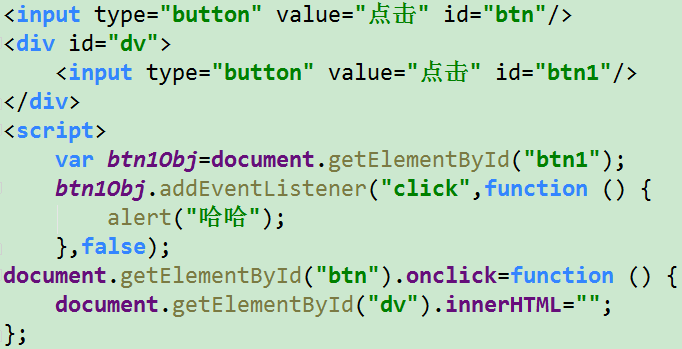 <input type="button" value="点击" id="btn"/>
<div id="dv">
    <input type="button" value="点击" id="btn1"/>
</div>
<script>
    var btn1Obj=document.getElementById("btn1");
    btn1Obj.addEventListener("click",function () {
        alert("哈哈");
    },false);
document.getElementById("btn").onclick=function () {
    document.getElementById("dv").innerHTML="";
};